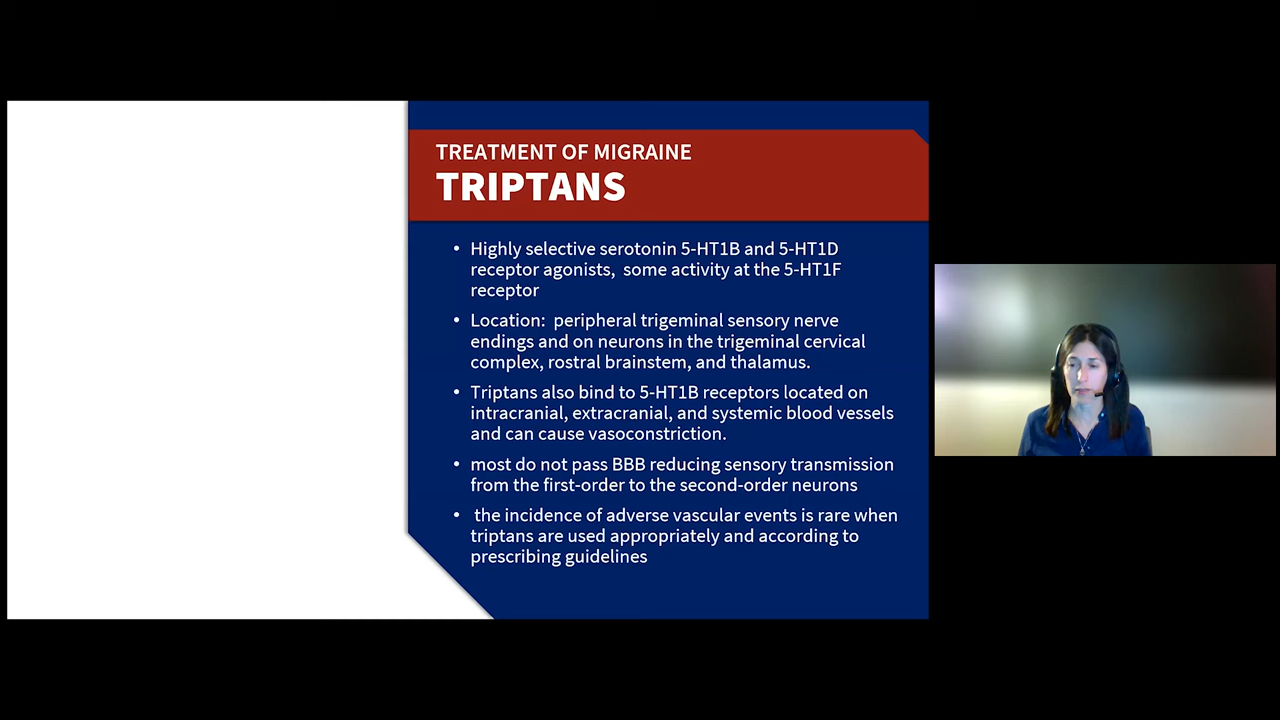 TREATMENT OF MIGRAINE
TRIPTANS
• Highly selective serotonin 5-HT1B and 5-HT1D
receptor agonists,  some activity at the 5-HT1F
receptor
• Location:  peripheral trigeminal sensory nerve
endings and on neurons in the trigeminal cervical
complex, rostral brainstem, and thalamus.
• Triptans also bind to 5-HT1B receptors located on
intracranial, extracranial, and systemic blood vessels
and can cause vasoconstriction.
• most do not pass BBB reducing sensory transmission
from the first-order to the second-order neurons
• the incidence of adverse vascular events is rare when
triptans are used appropriately and according to
prescribing guidelines